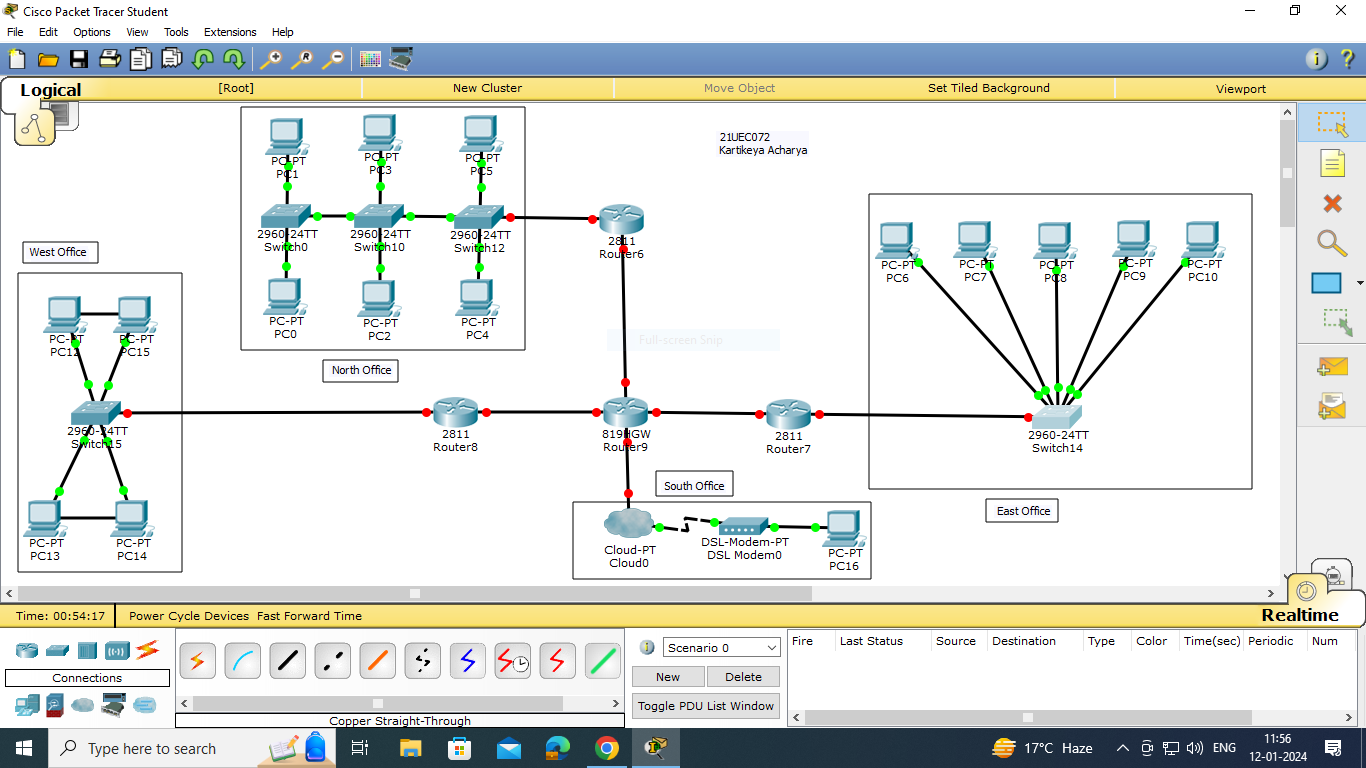 Cisco Packet Tracer Student
File Edit Options View Tools Extensions Help
Logical
[Root]
New Cluster
Move Object
Set Tiled Background
Viewport
21UEC072
Kartikeya Acharya
PC-PT
PC1
PC-PT
PC3
PC-PT
PC5
2960-24TT
Switch0
2960-24TT
Switch10
2960-24TT
Switch12
2811
Router6
PC-PT
PC0
PC-PT
PC2
PC-PT
PC4
North Office
West Office
PC-PT
PC12
PC-PT
PC15
2960-24TT
Switch15
PC-PT
PC13
PC-PT
PC14
2811
Router8
819HGW
Router9
2811
Router7
PC-PT
PC6
PC-PT
PC7
PC-PT
PC8
PC-PT
PC9
PC-PT
PC10
2960-24TT
Switch14
East Office
Full-screen Snip
South Office
Cloud-PT
Cloud0
DSL-Modem-PT
DSL Modem0
PC-PT
PC16
Time: 00:54:17
Power Cycle Devices Fast Forward Time
Realtime
Connections
Copper Straight-Through
Scenario 0
New
Delete
Toggle PDU List Window
Fire Last Status Source Destination Type Color Time(sec) Periodic Num
Type here to search
17°C Haze
ENG
11:56
12-01-2024